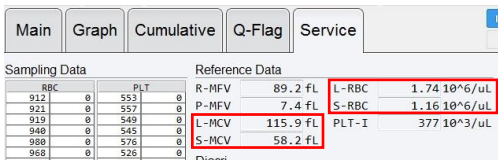 Main Graph Cumulative Q-Flag Service
Sampling Data Reference Data
RBC PLT
912 0 553 0
921 0 557 0
919 0 549 0
940 0 545 0
980 0 576 0
968 0 526 0
R-MFV 89.2 fL L-RBC 1.74 10^6/uL
P-MFV 7.4 fL S-RBC 1.16 10^6/uL
L-MCV 115.9 fL PLT-I 377 10^3/uL
S-MCV 58.2 fL